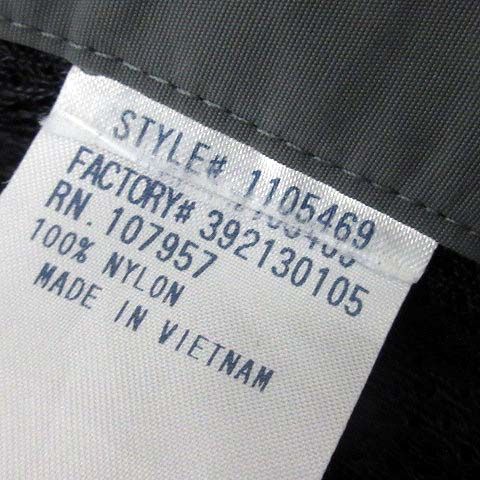 STYLE# 1105469
FACTORY# 392130105
RN. 107957
100% NYLON
MADE IN VIETNAM